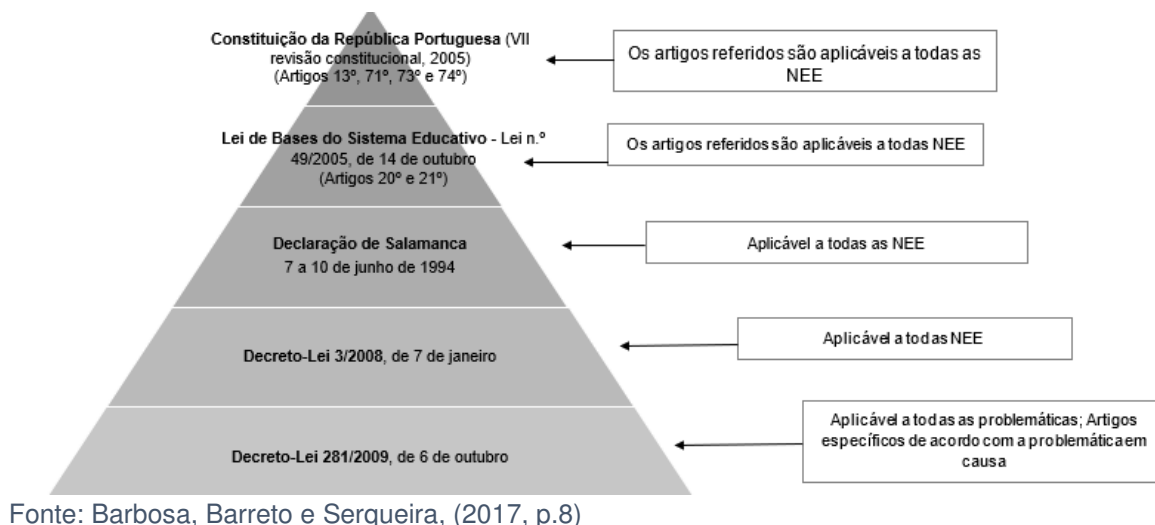 Constituição da República Portuguesa (VII
revisão constitucional, 2005)
(Artigos 13º, 71º, 73º e 74º)
Os artigos referidos são aplicáveis a todas as
NEE
Lei de Bases do Sistema Educativo - Lei n.º
49/2005, de 14 de outubro
(Artigos 20º e 21º)
Os artigos referidos são aplicáveis a todas NEE
Declaração de Salamanca
7 a 10 de junho de 1994
Aplicável a todas as NEE
Decreto-Lei 3/2008, de 7 de janeiro
Aplicável a todas NEE
Decreto-Lei 281/2009, de 6 de outubro
Aplicável a todas as problemáticas; Artigos
específicos de acordo com a problemática em
causa
Fonte: Barbosa, Barreto e Serqueira, (2017, p.8)